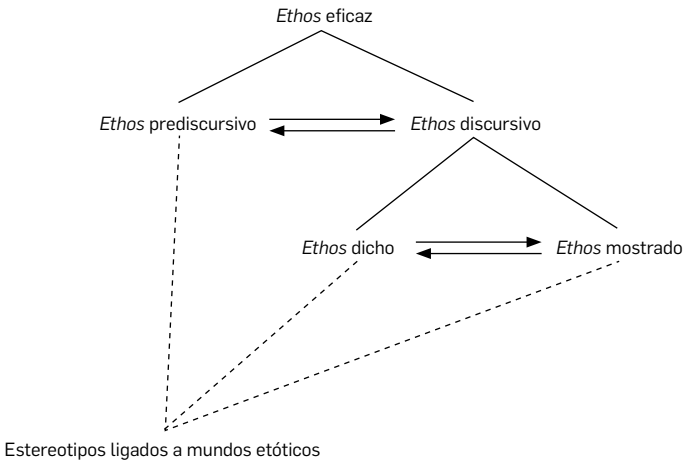 Ethos eficaz
Ethos prediscursivo
Ethos discursivo
Ethos dicho
Ethos mostrado
Estereotipos ligados a mundos etóticos